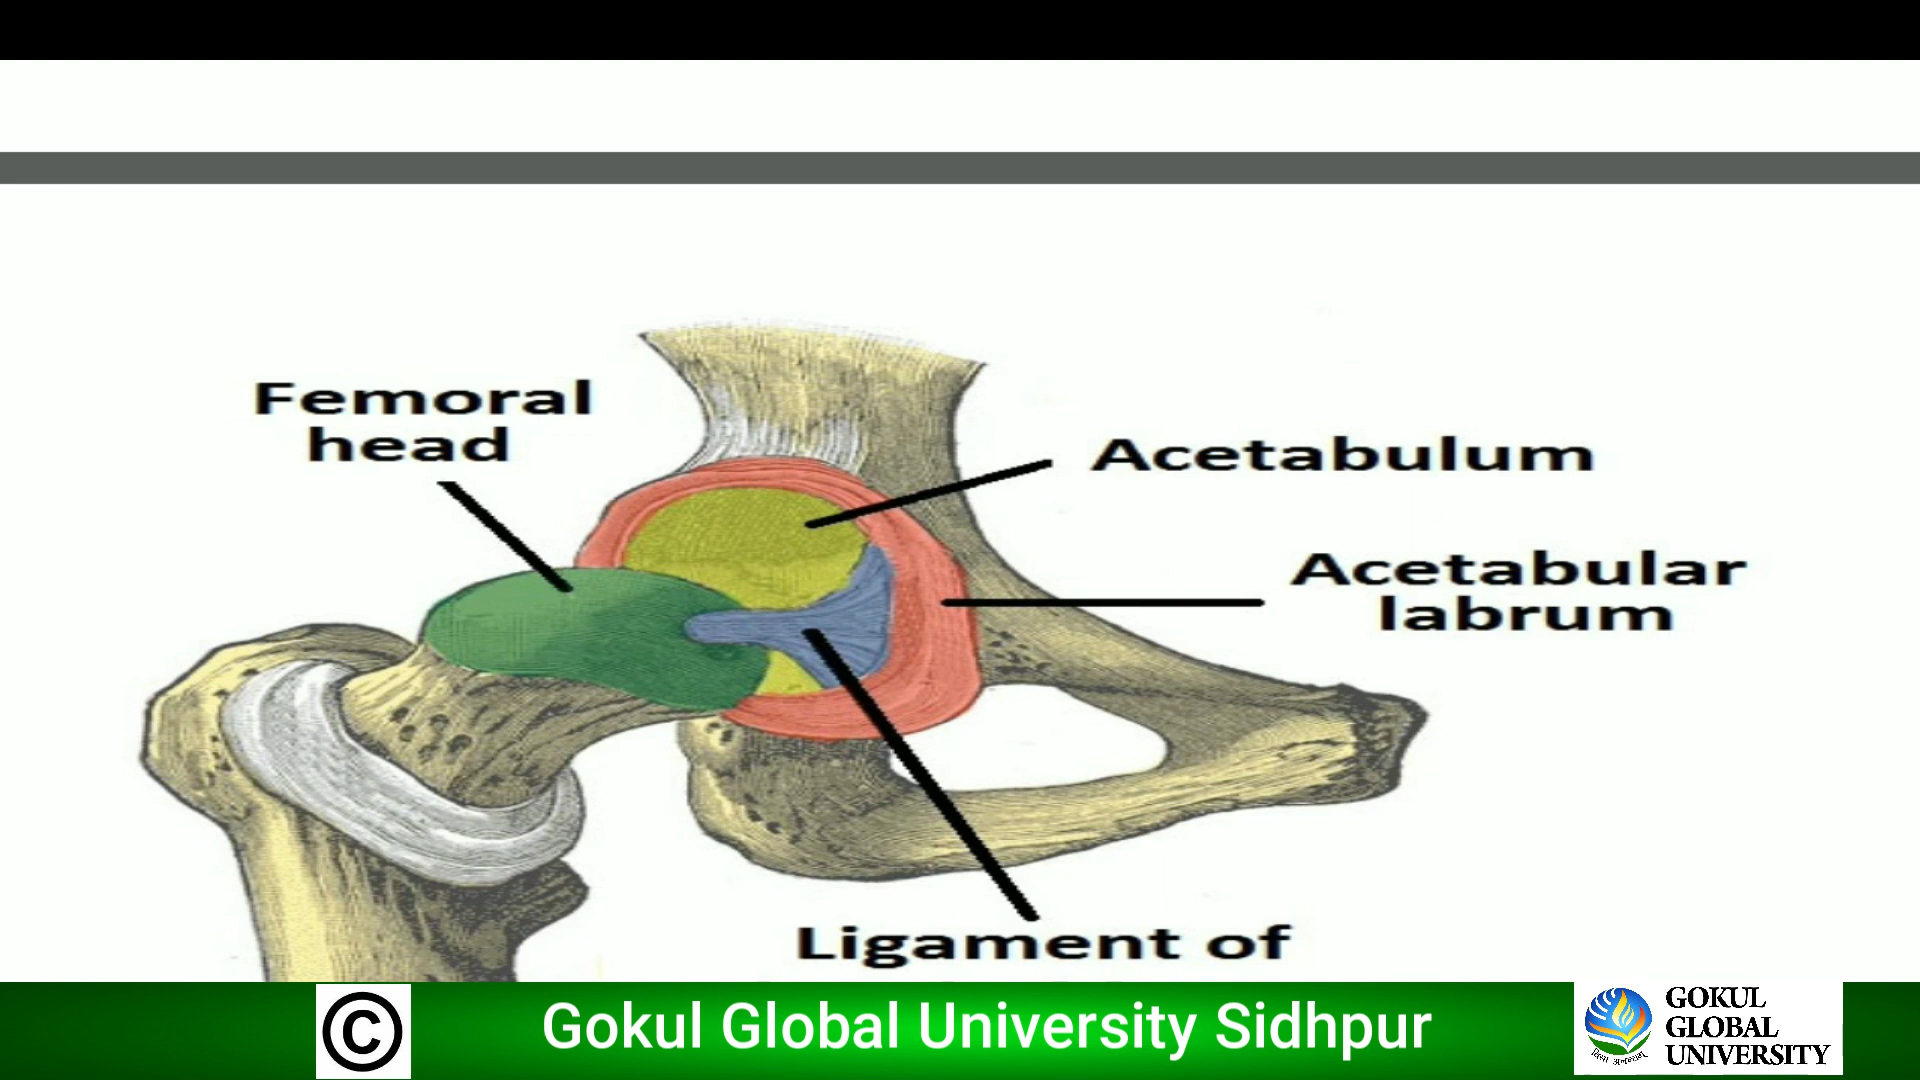 Femoral
head
Acetabulum
Acetabular
labrum
Ligament of
©
Gokul Global University Sidhpur
GOKUL
GLOBAL
UNIVERSITY